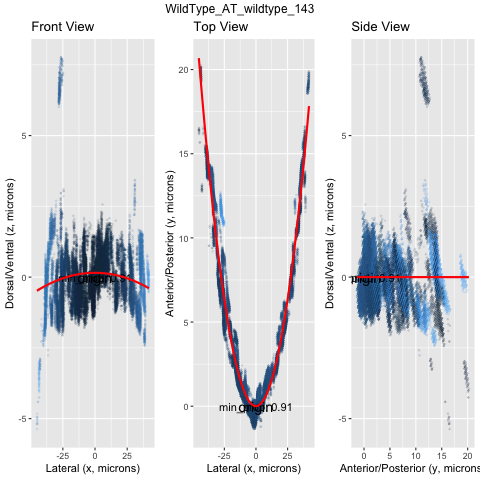 WildType_AT_wildtype_143
Front View
Top View
Side View
Dorsal/Ventral (z, microns)
5
0
-5
-25
0
25
Lateral (x, microns)
Anterior/Posterior (y, microns)
20
15
10
5
0
origin
-25
0
25
Lateral (x, microns)
Dorsal/Ventral (z, microns)
5
0
-5
0
5
10
15
20
Anterior/Posterior (y, microns)